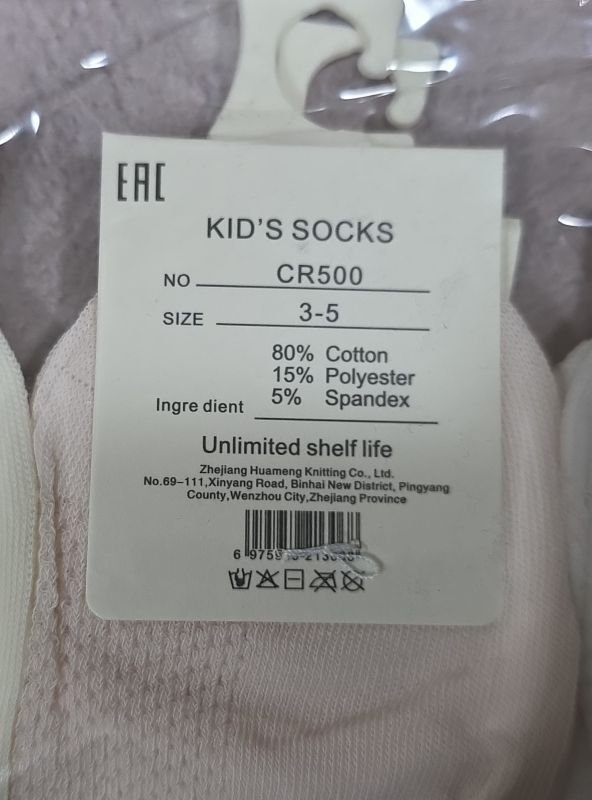 EAC
KID'S SOCKS
NO CR500
SIZE 3-5
80% Cotton
15% Polyester
5% Spandex
Ingre dient
Unlimited shelf life
Zhejiang Huameng Knitting Co., Ltd.
No.69-111,Xinyang Road, Binhai New District, Pingyang
County,Wenzhou City,Zhejiang Province